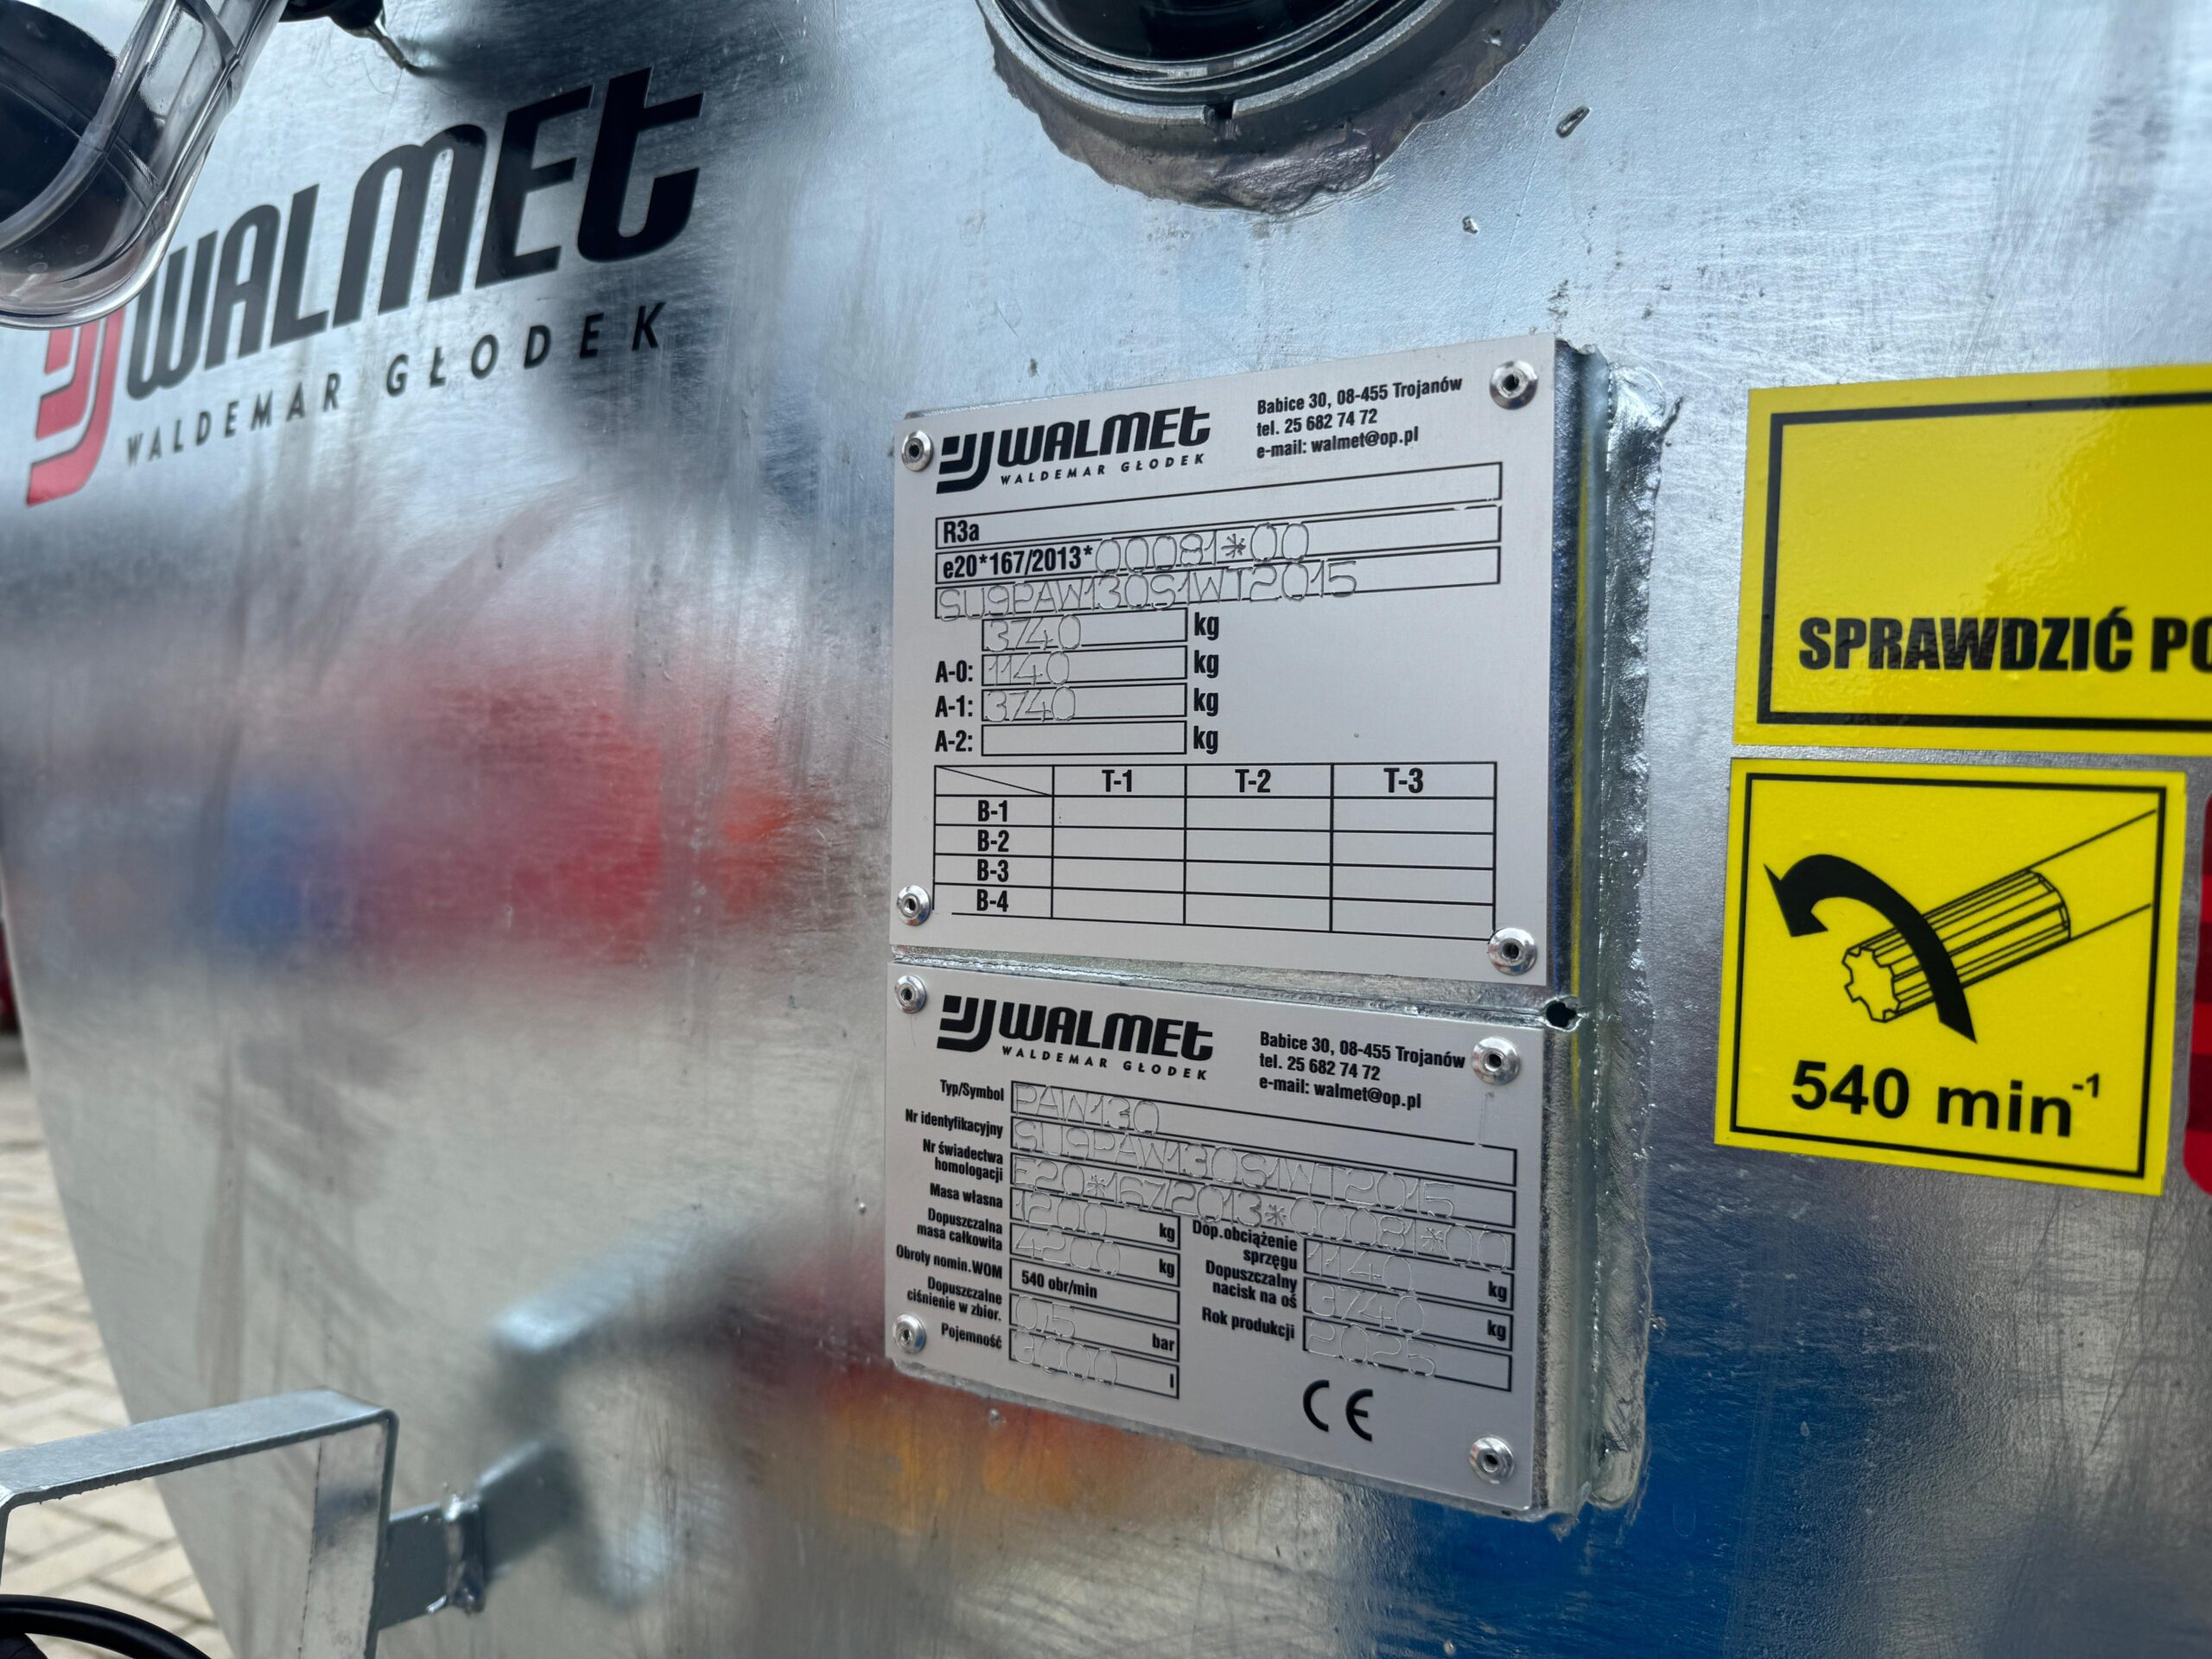 WALMET
WALDEMAR GŁODEK
WALMET
WALDEMAR GŁODEK
Babice 30, 08-455 Trojanów
tel. 25 682 74 72
e-mail: walmet@op.pl
R3a
e20*167/2013*00081*00
SU9PAW130S1WT2015
3740 kg
A-0: 1140 kg
A-1: 3740 kg
A-2: kg
T-1 T-2 T-3
B-1
B-2
B-3
B-4
WALMET
WALDEMAR GŁODEK
Babice 30, 08-455 Trojanów
tel. 25 682 74 72
e-mail: walmet@op.pl
Typ/Symbol PAW130
Nr identyfikacyjny SU9PAW130S1WT2015
Nr świadectwa
homologacji E20*167/2013*00081*00
Masa własna 1200 kg
Dopuszczalna
masa całkowita 4200 kg
Obroty nomin.WOM 540 obr/min
Dopuszczalne
ciśnienie w zbior. 0,5 bar
Pojemność 3000 l
Dop.obciążenie
sprzęgu 1140 kg
Dopuszczalny
nacisk na oś 3740 kg
Rok produkcji 2025
CE
SPRAWDZIĆ
540 min⁻¹